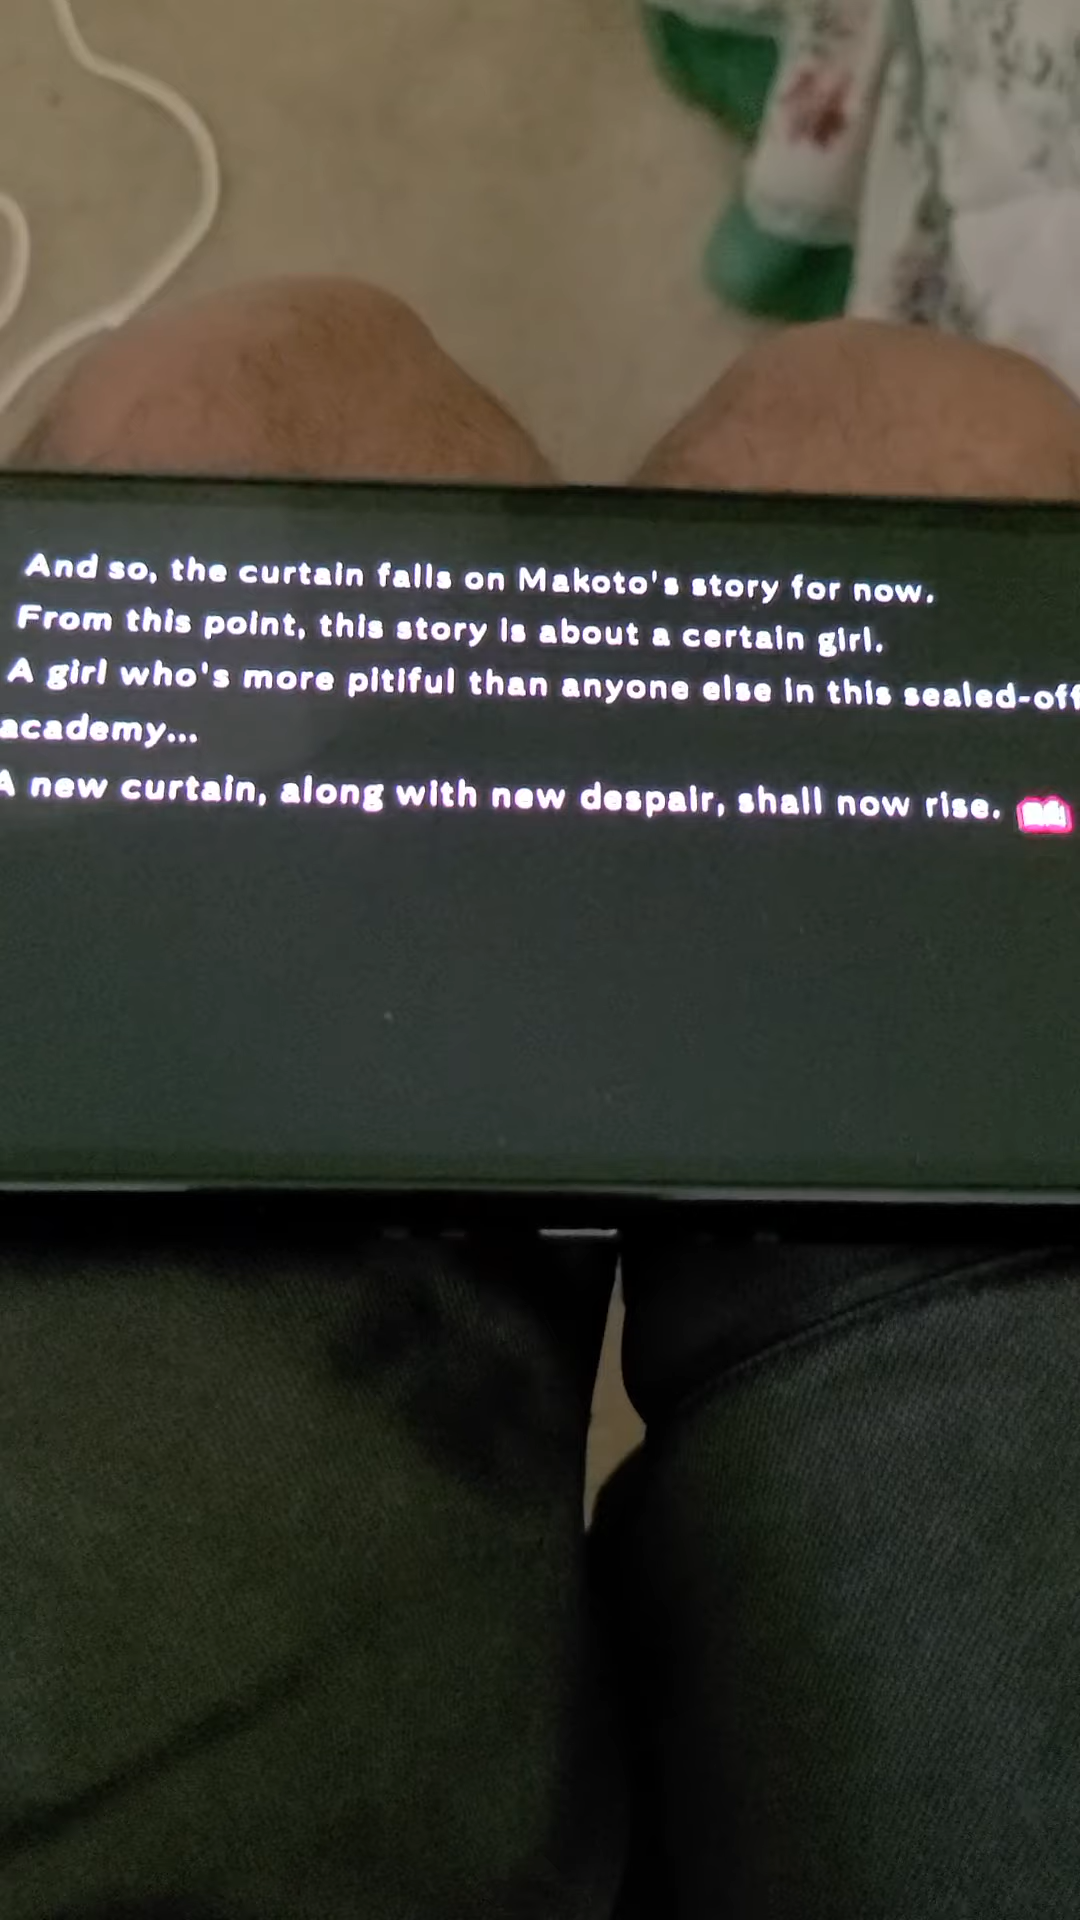 And so, the curtain falls on Makoto's story for now.
From this point, this story is about a certain girl.
A girl who's more pitiful than anyone else in this sealed-off
academy...
A new curtain, along with new despair, shall now rise.